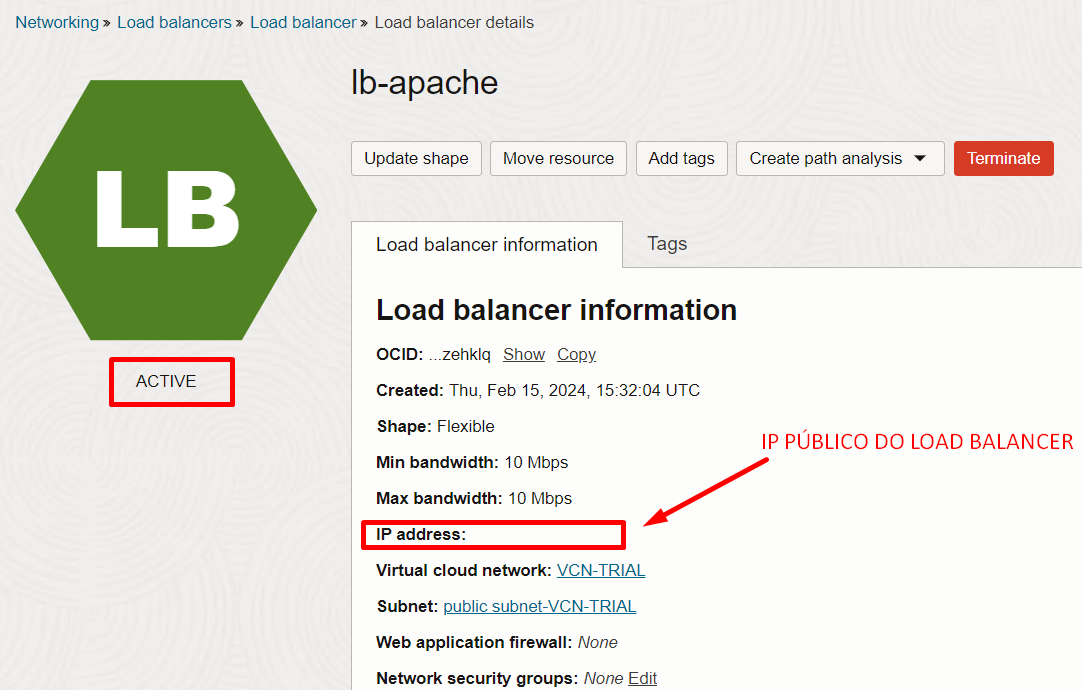 Networking » Load balancers » Load balancer » Load balancer details
LB
ACTIVE
lb-apache
Update shape Move resource Add tags Create path analysis Terminate
Load balancer information Tags
Load balancer information
OCID: ...zehklq Show Copy
Created: Thu, Feb 15, 2024, 15:32:04 UTC
Shape: Flexible
Min bandwidth: 10 Mbps
Max bandwidth: 10 Mbps
IP PÚBLICO DO LOAD BALANCER
IP address:
Virtual cloud network: VCN-TRIAL
Subnet: public subnet-VCN-TRIAL
Web application firewall: None
Network security groups: None Edit